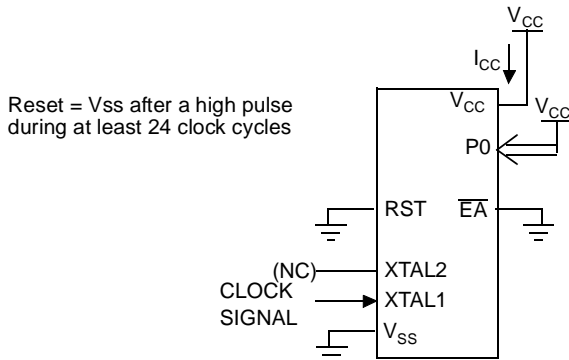 V_CC
I_CC
Reset = Vss after a high pulse
during at least 24 clock cycles
V_CC
V_CC
P0
RST
E̅A̅
(NC)
XTAL2
CLOCK
SIGNAL
XTAL1
V_SS